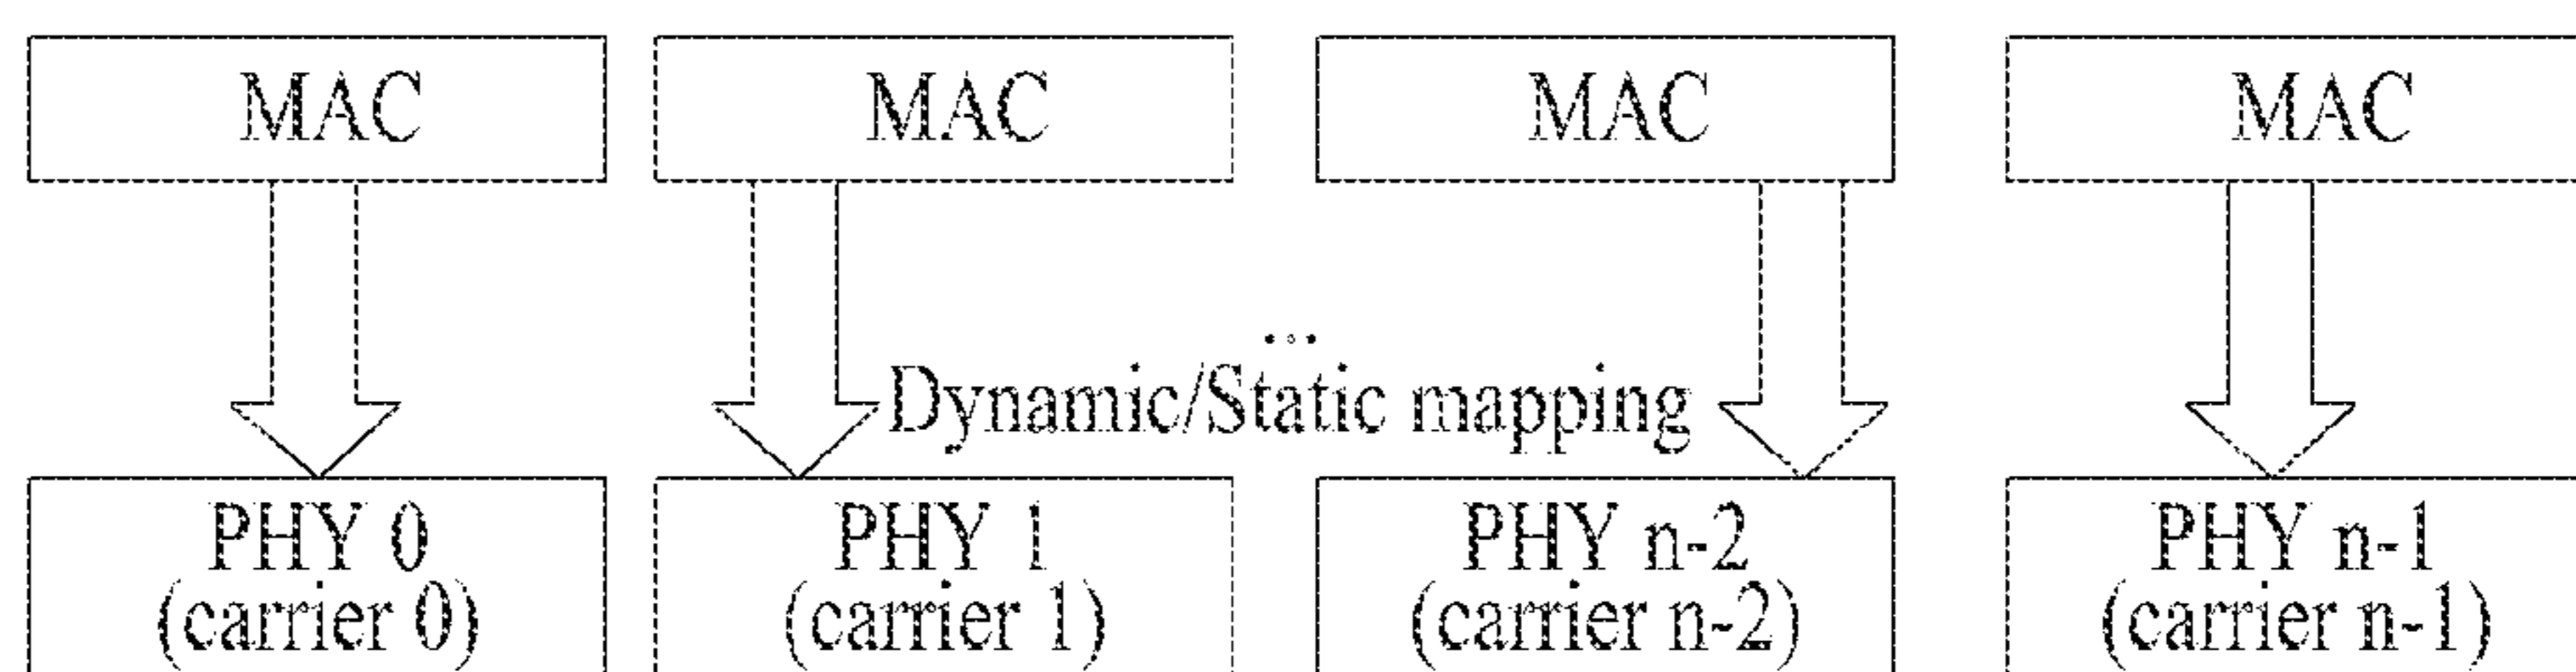 MAC MAC MAC MAC
...
Dynamic/Static mapping
PHY 0 PHY 1 PHY n-2 PHY n-1
(carrier 0) (carrier 1) (carrier n-2) (carrier n-1)